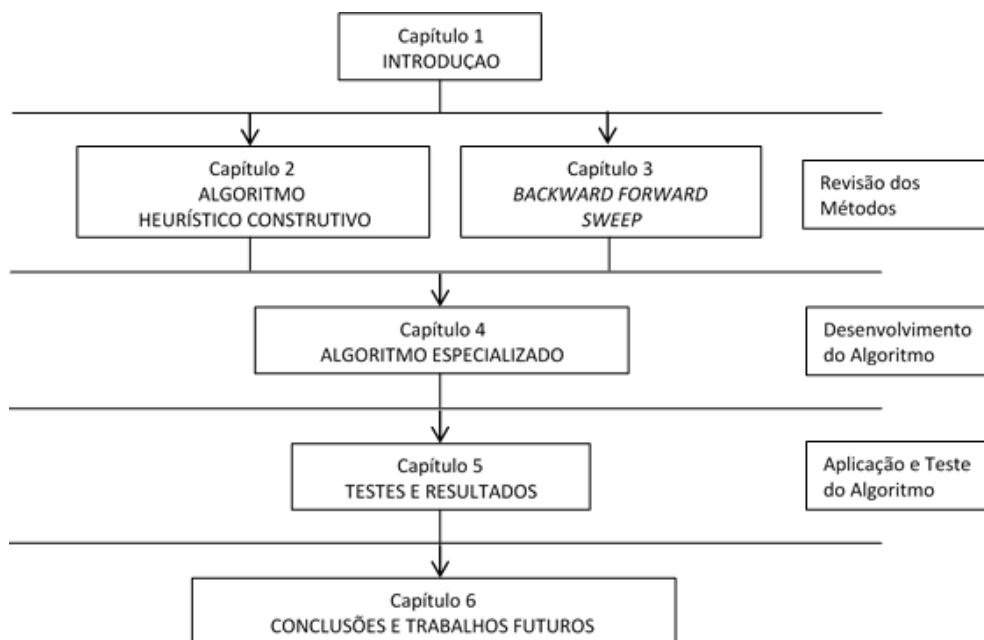 Capítulo 1
INTRODUÇAO
Capítulo 2
ALGORITMO
HEURÍSTICO CONSTRUTIVO
Capítulo 3
BACKWARD FORWARD
SWEEP
Revisão dos
Métodos
Capítulo 4
ALGORITMO ESPECIALIZADO
Desenvolvimento
do Algoritmo
Capítulo 5
TESTES E RESULTADOS
Aplicação e Teste
do Algoritmo
Capítulo 6
CONCLUSÕES E TRABALHOS FUTUROS